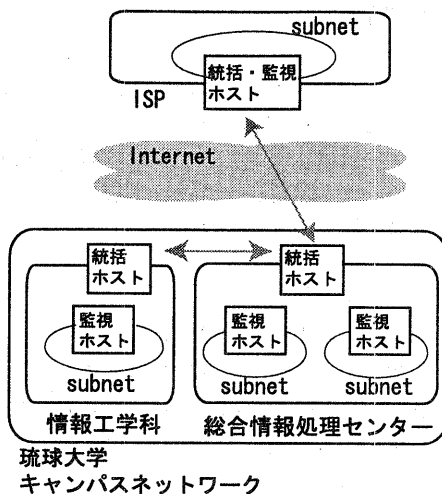 subnet
統括・監視
ホスト
ISP
Internet
統括
ホスト
統括
ホスト
監視
ホスト
subnet
監視
ホスト
subnet
監視
ホスト
subnet
情報工学科
総合情報処理センター
琉球大学
キャンパスネットワーク